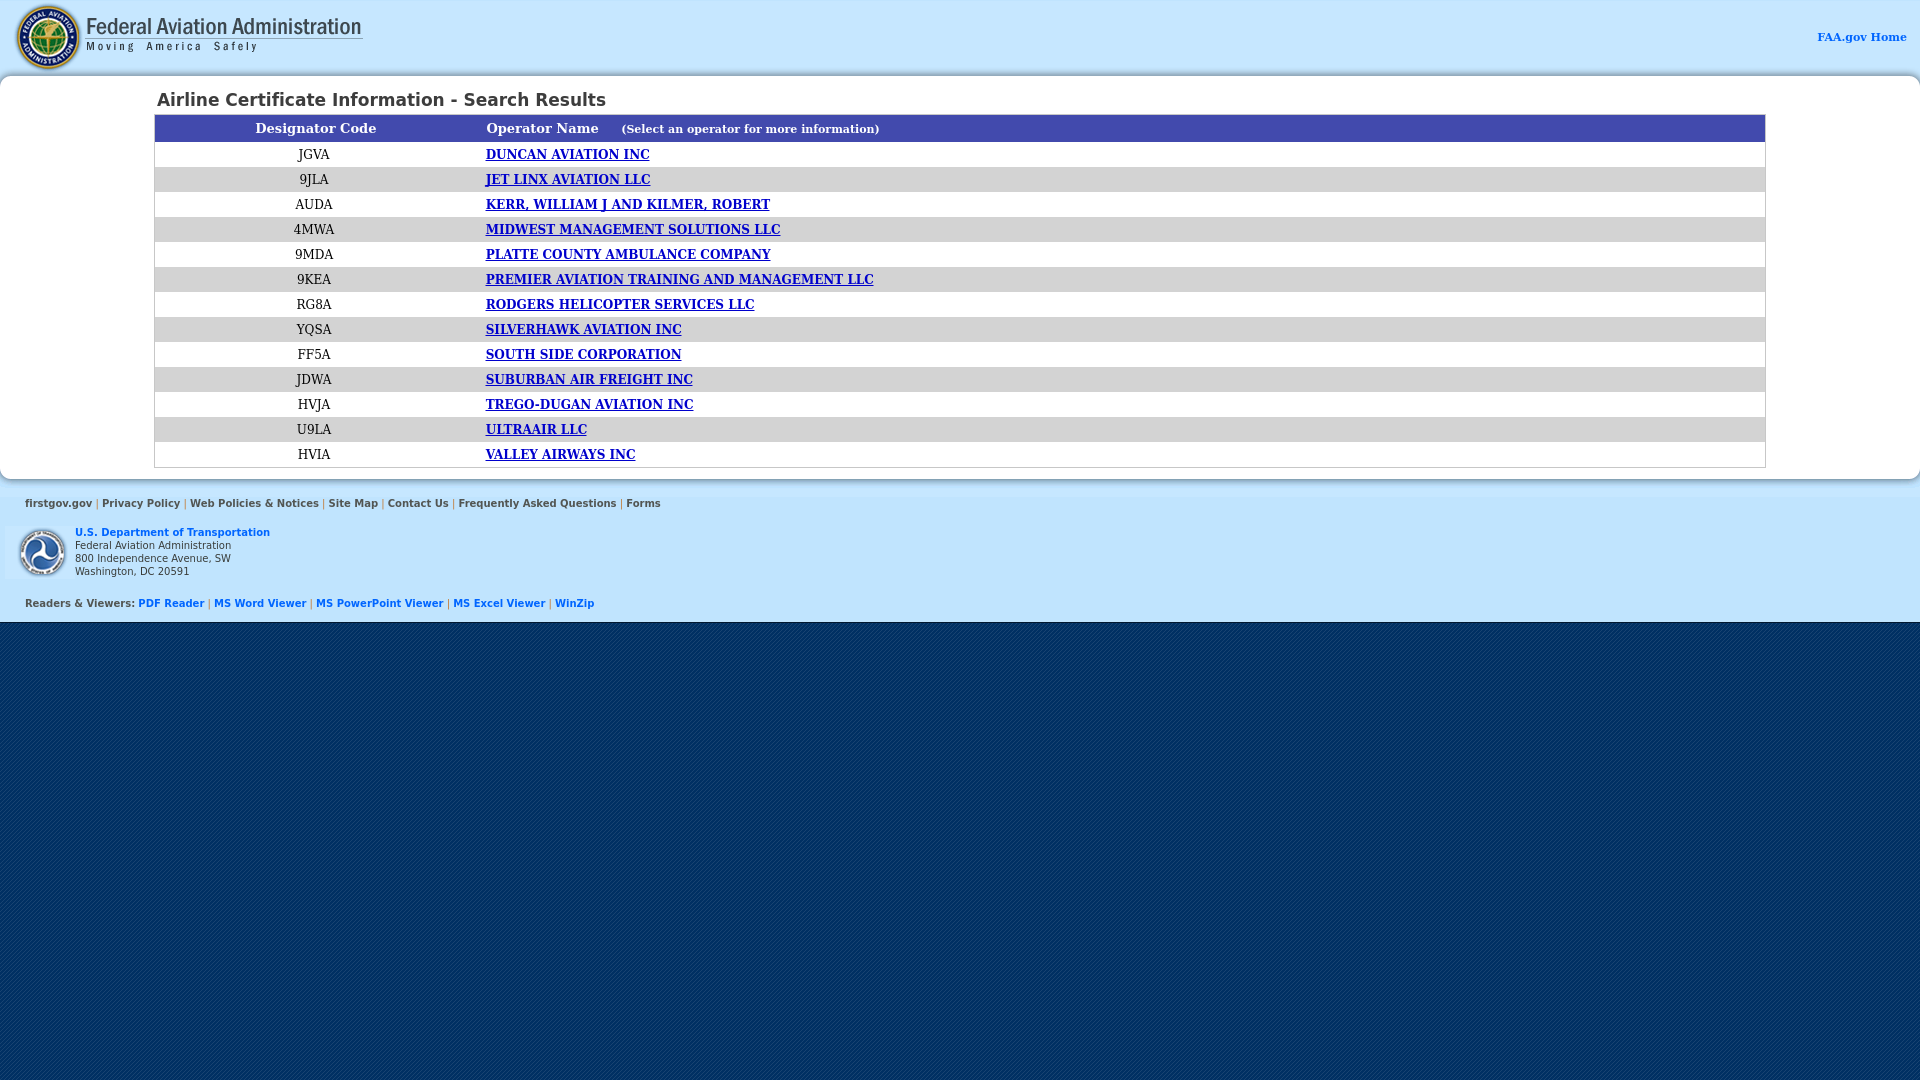 Federal Aviation Administration
Moving America Safely
FAA.gov Home
Airline Certificate Information - Search Results
Designator Code Operator Name (Select an operator for more information)
JGVA DUNCAN AVIATION INC
9JLA JET LINX AVIATION LLC
AUDA KERR, WILLIAM J AND KILMER, ROBERT
4MWA MIDWEST MANAGEMENT SOLUTIONS LLC
9MDA PLATTE COUNTY AMBULANCE COMPANY
9KEA PREMIER AVIATION TRAINING AND MANAGEMENT LLC
RG8A RODGERS HELICOPTER SERVICES LLC
YQSA SILVERHAWK AVIATION INC
FF5A SOUTH SIDE CORPORATION
JDWA SUBURBAN AIR FREIGHT INC
HVJA TREGO-DUGAN AVIATION INC
U9LA ULTRAAIR LLC
HVIA VALLEY AIRWAYS INC
firstgov.gov | Privacy Policy | Web Policies & Notices | Site Map | Contact Us | Frequently Asked Questions | Forms
U.S. Department of Transportation
Federal Aviation Administration
800 Independence Avenue, SW
Washington, DC 20591
Readers & Viewers: PDF Reader | MS Word Viewer | MS PowerPoint Viewer | MS Excel Viewer | WinZip